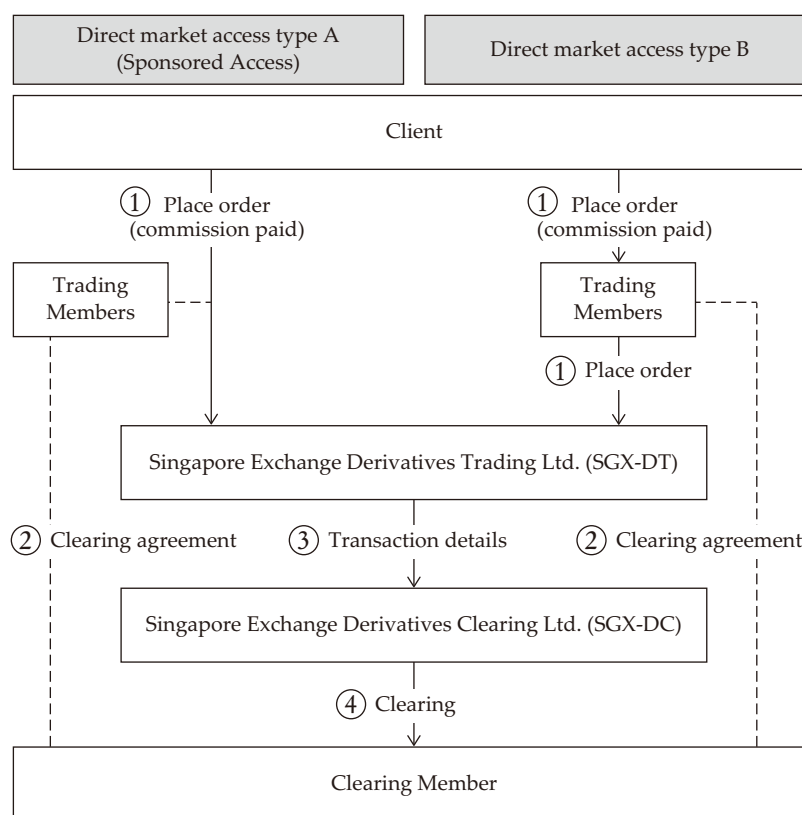 Direct market access type A
(Sponsored Access)
Direct market access type B
Client
① Place order
(commission paid)
① Place order
(commission paid)
Trading
Members
Trading
Members
① Place order
Singapore Exchange Derivatives Trading Ltd. (SGX-DT)
② Clearing agreement
③ Transaction details
② Clearing agreement
Singapore Exchange Derivatives Clearing Ltd. (SGX-DC)
④ Clearing
Clearing Member